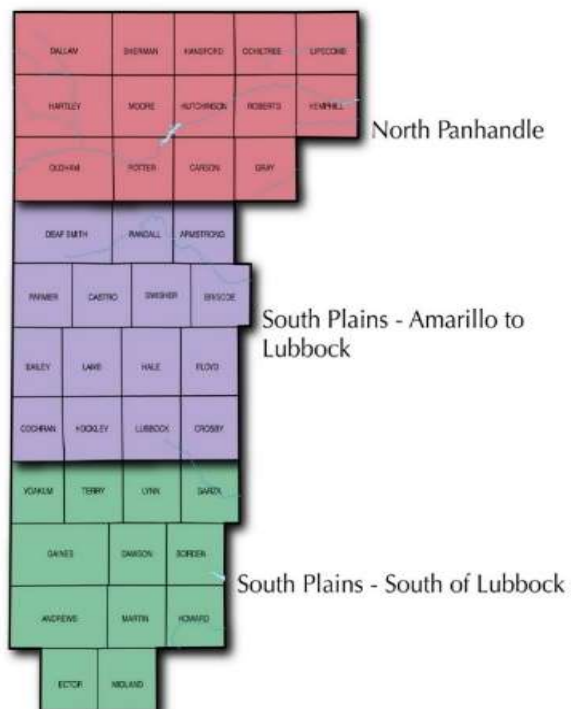 DALLAM SHERMAN HANSFORD OCHILTREE LIPSCOMB
HARTLEY MOORE HUTCHINSON ROBERTS HEMPHILL
North Panhandle
OLDHAM POTTER CARSON GRAY
DEAF SMITH RANDALL ARMSTRONG
PARMER CASTRO SWISHER BRISCOE
South Plains - Amarillo to
Lubbock
BAILEY LAMB HALE FLOYD
COCHRAN HOCKLEY LUBBOCK CROSBY
YOAKUM TERRY LYNN GARZA
GAINES DAWSON BORDEN
South Plains - South of Lubbock
ANDREWS MARTIN HOWARD
ECTOR MIDLAND